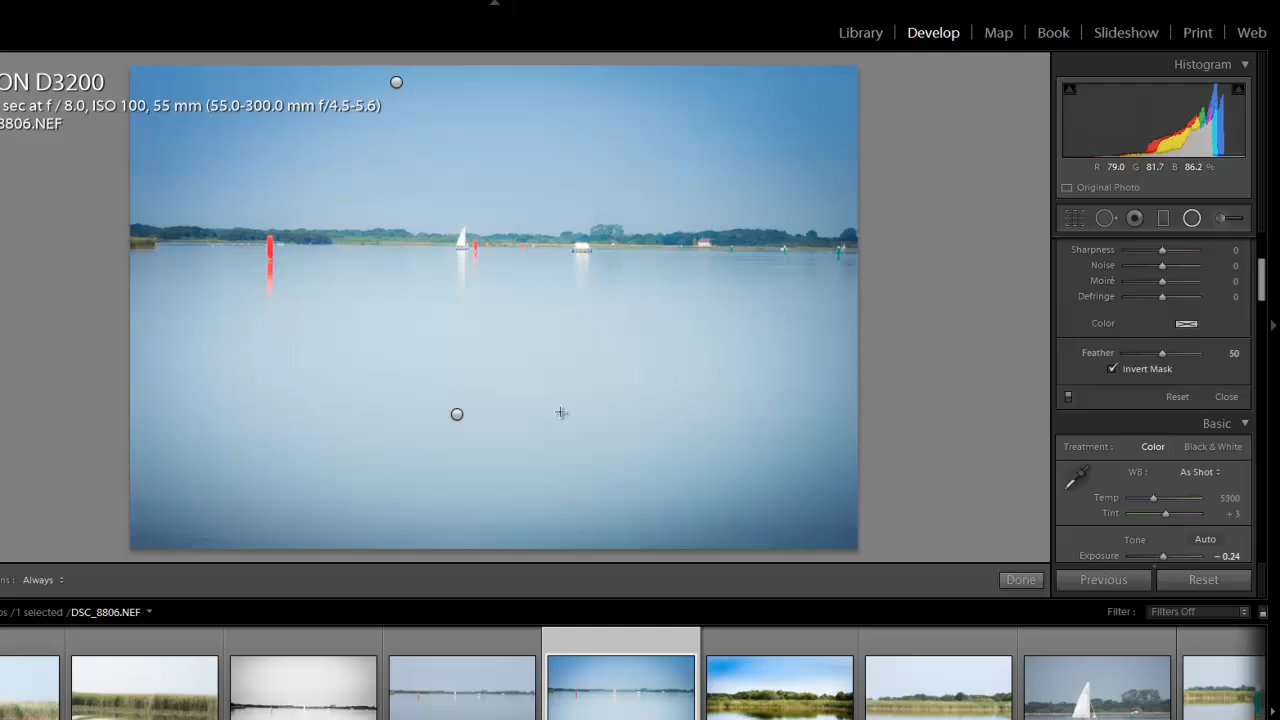 Library Develop Map Book Slideshow Print Web
Histogram
ON D3200
sec at f / 8.0, ISO 100, 55 mm (55.0-300.0 mm f/4.5-5.6)
8806.NEF
R 79.0 G 81.7 B 86.2 %
Original Photo
Sharpness 0
Noise 0
Moiré 0
Defringe 0
Color
Feather 50
Invert Mask
Reset Close
Basic
Treatment : Color Black & White
WB : As Shot
Temp 5300
Tint + 3
Tone Auto
Exposure – 0.24
ns : Always Done Previous Reset
os /1 selected /DSC_8806.NEF Filter : Filters Off